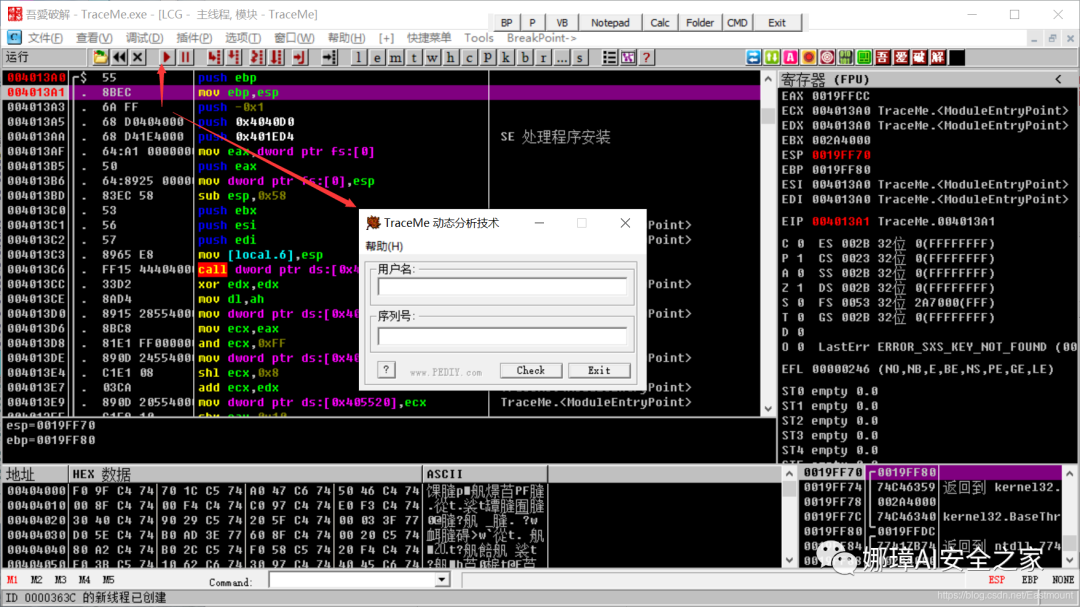 吾愛破解 - TraceMe.exe - [LCG - 主线程, 模块 - TraceMe]
BP P VB Notepad Calc Folder CMD Exit
文件(F) 查看(V) 调试(D) 插件(P) 选项(T) 窗口(W) 帮助(H) [+] 快捷菜单 Tools BreakPoint->
运行
l e m t w h c p k b r ... s
吾 爱 破 解
004013A0 $ 55 push ebp
004013A1 . 8BEC mov ebp,esp
004013A3 . 6A FF push -0x1
004013A5 . 68 D0404000 push 0x4040D0
004013AA . 68 D41E4000 push 0x401ED4 SE 处理程序安装
004013AF . 64:A1 000000 mov eax,dword ptr fs:[0]
004013B5 . 50 push eax
004013B6 . 64:8925 0000 mov dword ptr fs:[0],esp
004013BD . 83EC 58 sub esp,0x58
004013C0 . 53 push ebx Point>
004013C1 . 56 push esi Point>
004013C2 . 57 push edi
004013C3 . 8965 E8 mov [local.6],esp
004013C6 . FF15 44404000 call dword ptr ds:[0x4
004013CC . 33D2 xor edx,edx Point>
004013CE . 8AD4 mov dl,ah
004013D0 . 8915 28554000 mov dword ptr ds:[0x40
004013D6 . 8BC8 mov ecx,eax
004013D8 . 81E1 FF000000 and ecx,0xFF
004013DE . 890D 24554000 mov dword ptr ds:[0x40 Point>
004013E4 . C1E1 08 shl ecx,0x8
004013E7 . 03CA add ecx,edx Point>
004013E9 . 890D 20554000 mov dword ptr ds:[0x405520],ecx TraceMe.<ModuleEntryPoint>
esp=0019FF70
ebp=0019FF80
TraceMe 动态分析技术
帮助(H)
用户名:
序列号:
? www.PEDIY.com Check Exit
寄存器 (FPU) <
EAX 0019FFCC
ECX 004013A0 TraceMe.<ModuleEntryPoint>
EDX 004013A0 TraceMe.<ModuleEntryPoint>
EBX 002A4000
ESP 0019FF70
EBP 0019FF80
ESI 004013A0 TraceMe.<ModuleEntryPoint>
EDI 004013A0 TraceMe.<ModuleEntryPoint>
EIP 004013A1 TraceMe.004013A1
C 0 ES 002B 32位 0(FFFFFFFF)
P 1 CS 0023 32位 0(FFFFFFFF)
A 0 SS 002B 32位 0(FFFFFFFF)
Z 1 DS 002B 32位 0(FFFFFFFF)
S 0 FS 0053 32位 2A7000(FFF)
T 0 GS 002B 32位 0(FFFFFFFF)
D 0
O 0 LastErr ERROR_SXS_KEY_NOT_FOUND (00
EFL 00000246 (NO,NB,E,BE,NS,PE,GE,LE)
ST0 empty 0.0
ST1 empty 0.0
ST2 empty 0.0
ST3 empty 0.0
ST4 empty 0.0
地址 HEX 数据 ASCII
00404000 F0 9F C4 74 70 1C C5 74 A0 47 C6 74 50 46 C4 74
00404010 00 8F C4 74 00 F4 C4 74 C0 97 C4 74 E0 F3 C4 74
00404020 30 40 C4 74 90 29 C5 74 20 5F C4 74 00 03 3F 77
00404030 D0 5E C4 74 B0 AD 3E 77 60 8F C4 74 00 20 C5 74
00404040 80 A2 C4 74 B0 2C C5 74 F0 58 C5 74 20 F4 C4 74
0019FF70 0019FF80
0019FF74 74C46359 返回到 kernel32.
0019FF78 002A4000
0019FF7C 74C46340 kernel32.BaseThr
0019FF80 0019FFDC
0019FF84 77417B74 返回到 ntdll.774
娜璋AI安全之家
M1 M2 M3 M4 M5 Command: ESP EBP NONE
ID 0000363C 的新线程已创建
https://blog.csdn.net/Eastmount